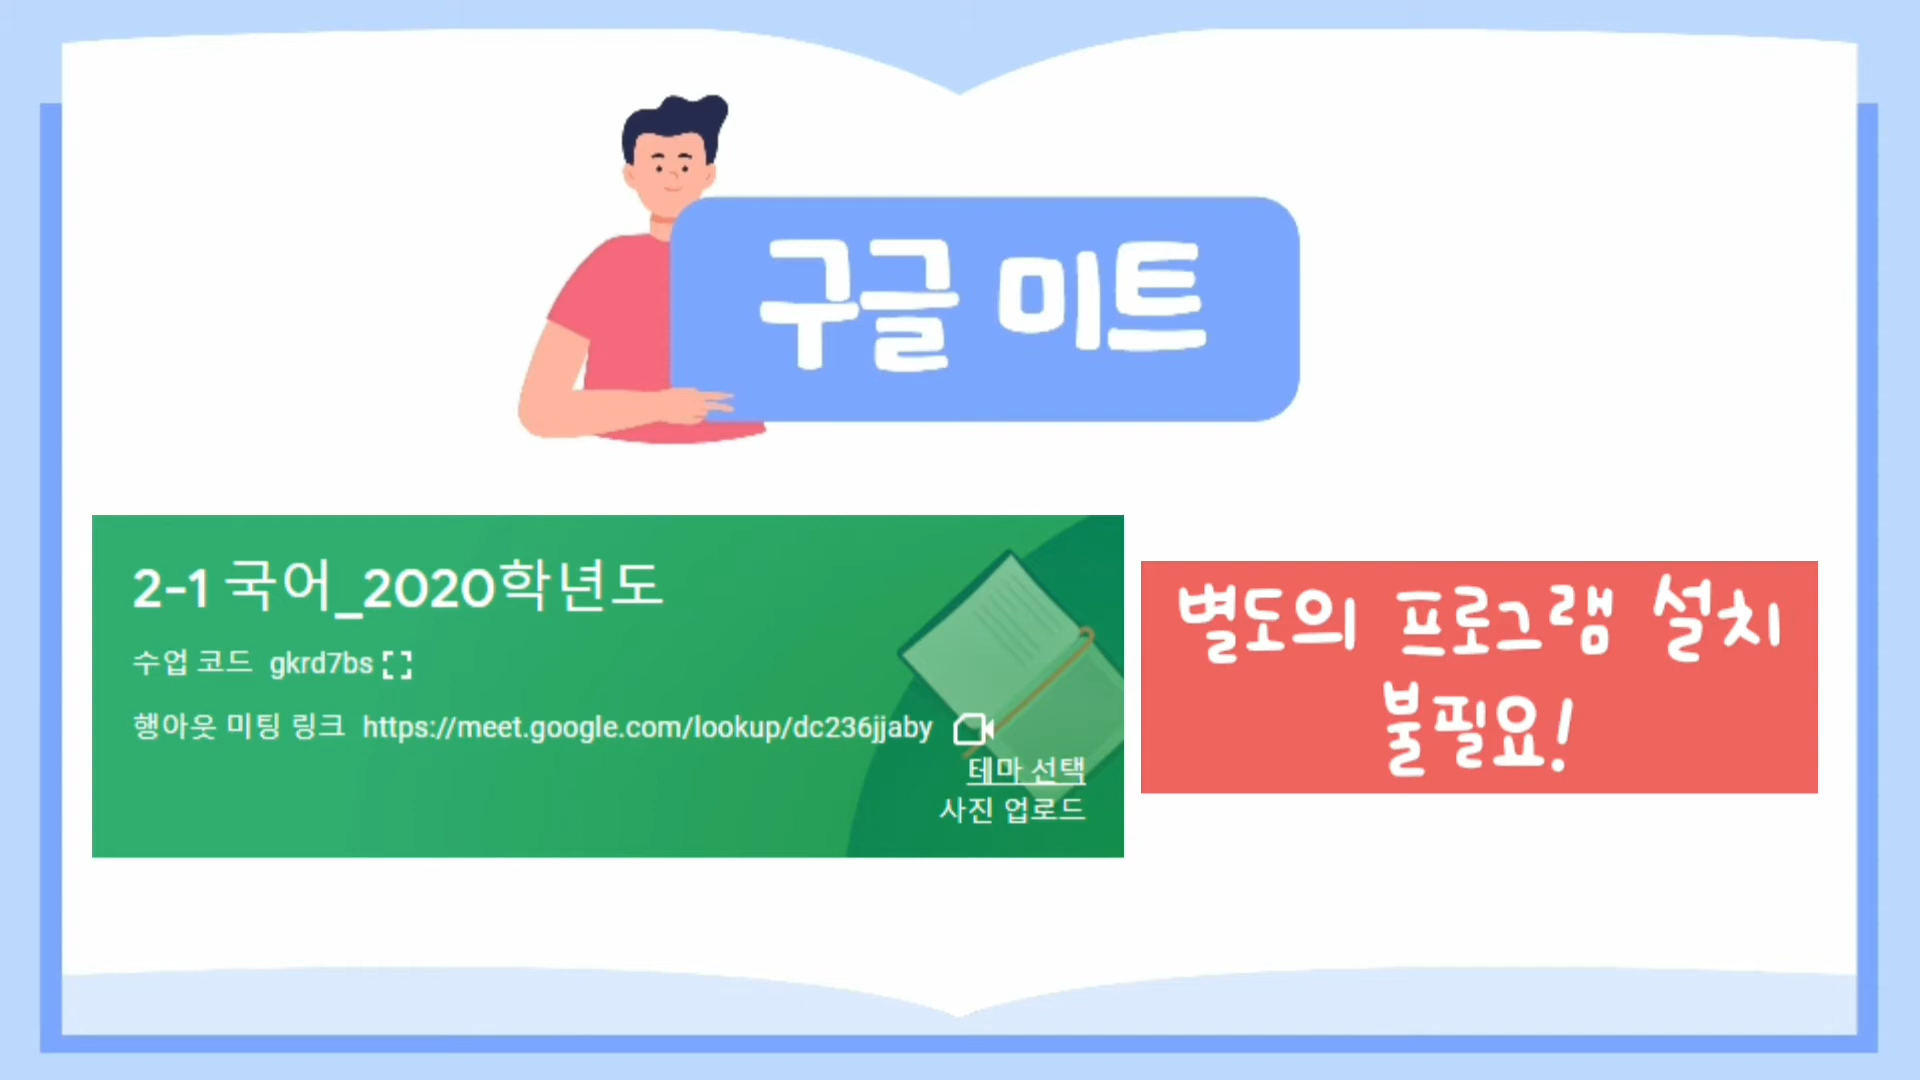 구글 미트
2-1 국어_2020학년도
수업 코드 gkrd7bs
행아웃 미팅 링크 https://meet.google.com/lookup/dc236jjaby
테마 선택
사진 업로드
별도의 프로그램 설치
불필요!